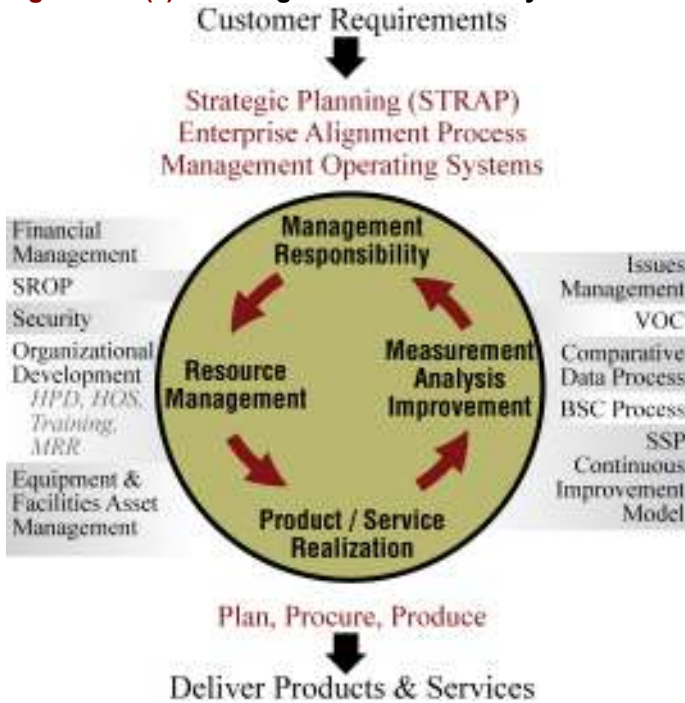 Customer Requirements
Strategic Planning (STRAP)
Enterprise Alignment Process
Management Operating Systems
Management
Responsibility
Financial
Management
SROP
Security
Organizational
Development
HPD, HOS,
Training,
MRR
Equipment &
Facilities Asset
Management
Resource
Management
Measurement
Analysis
Improvement
Issues
Management
VOC
Comparative
Data Process
BSC Process
SSP
Continuous
Improvement
Model
Product / Service
Realization
Plan, Procure, Produce
Deliver Products & Services